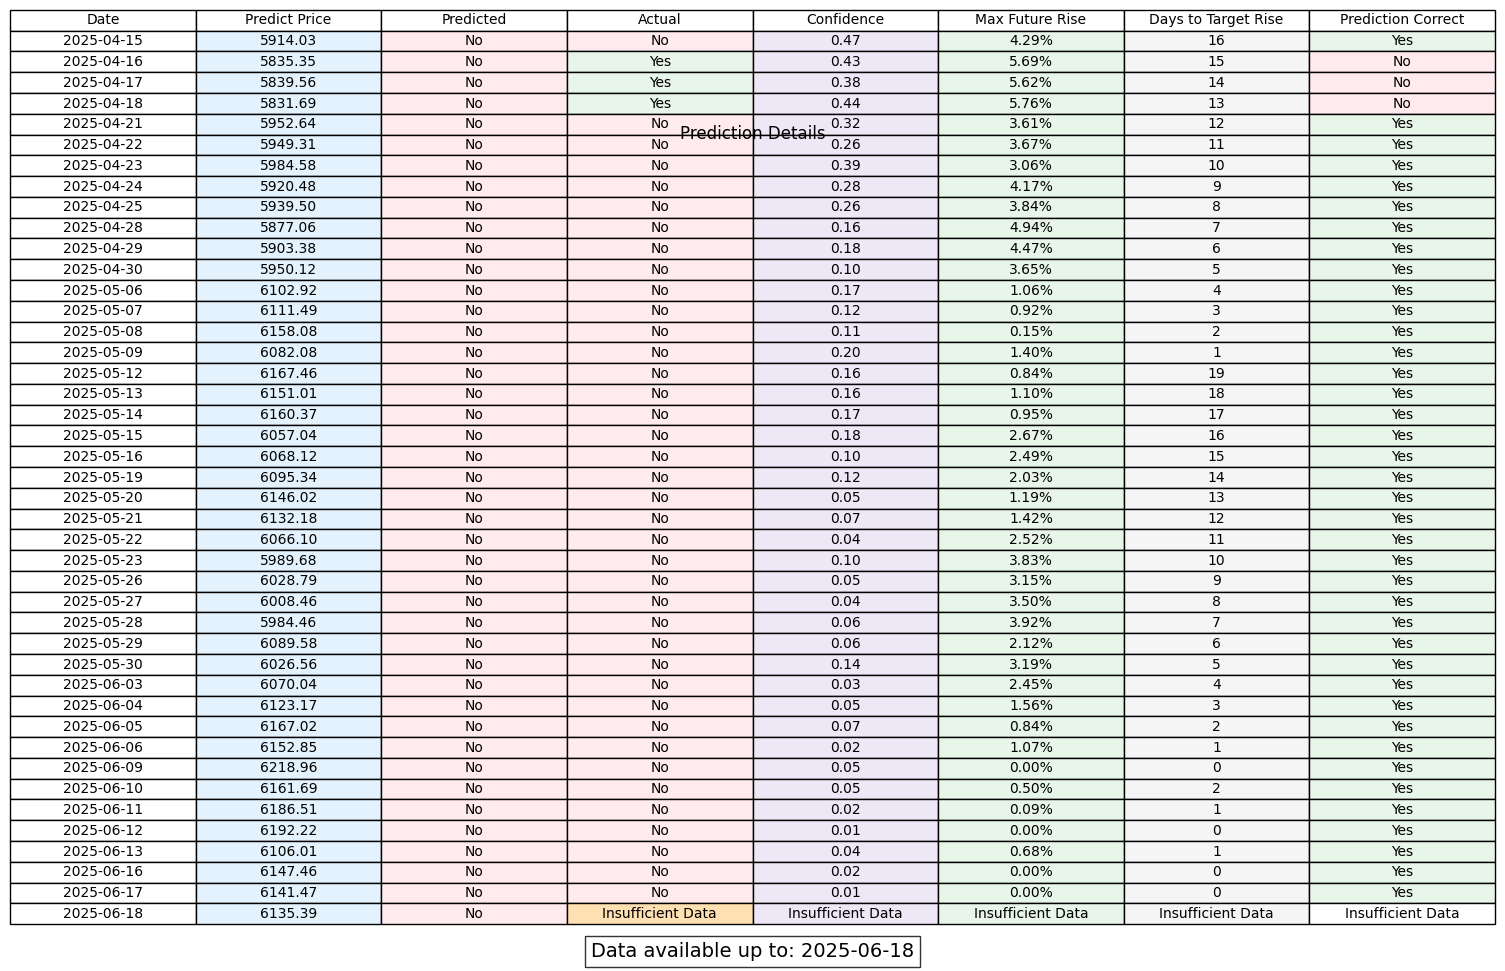 Date Predict Price Predicted Actual Confidence Max Future Rise Days to Target Rise Prediction Correct
2025-04-15 5914.03 No No 0.47 4.29% 16 Yes
2025-04-16 5835.35 No Yes 0.43 5.69% 15 No
2025-04-17 5839.56 No Yes 0.38 5.62% 14 No
2025-04-18 5831.69 No Yes 0.44 5.76% 13 No
2025-04-21 5952.64 No No 0.32 3.61% 12 Yes
Prediction Details
2025-04-22 5949.31 No No 0.26 3.67% 11 Yes
2025-04-23 5984.58 No No 0.39 3.06% 10 Yes
2025-04-24 5920.48 No No 0.28 4.17% 9 Yes
2025-04-25 5939.50 No No 0.26 3.84% 8 Yes
2025-04-28 5877.06 No No 0.16 4.94% 7 Yes
2025-04-29 5903.38 No No 0.18 4.47% 6 Yes
2025-04-30 5950.12 No No 0.10 3.65% 5 Yes
2025-05-06 6102.92 No No 0.17 1.06% 4 Yes
2025-05-07 6111.49 No No 0.12 0.92% 3 Yes
2025-05-08 6158.08 No No 0.11 0.15% 2 Yes
2025-05-09 6082.08 No No 0.20 1.40% 1 Yes
2025-05-12 6167.46 No No 0.16 0.84% 19 Yes
2025-05-13 6151.01 No No 0.16 1.10% 18 Yes
2025-05-14 6160.37 No No 0.17 0.95% 17 Yes
2025-05-15 6057.04 No No 0.18 2.67% 16 Yes
2025-05-16 6068.12 No No 0.10 2.49% 15 Yes
2025-05-19 6095.34 No No 0.12 2.03% 14 Yes
2025-05-20 6146.02 No No 0.05 1.19% 13 Yes
2025-05-21 6132.18 No No 0.07 1.42% 12 Yes
2025-05-22 6066.10 No No 0.04 2.52% 11 Yes
2025-05-23 5989.68 No No 0.10 3.83% 10 Yes
2025-05-26 6028.79 No No 0.05 3.15% 9 Yes
2025-05-27 6008.46 No No 0.04 3.50% 8 Yes
2025-05-28 5984.46 No No 0.06 3.92% 7 Yes
2025-05-29 6089.58 No No 0.06 2.12% 6 Yes
2025-05-30 6026.56 No No 0.14 3.19% 5 Yes
2025-06-03 6070.04 No No 0.03 2.45% 4 Yes
2025-06-04 6123.17 No No 0.05 1.56% 3 Yes
2025-06-05 6167.02 No No 0.07 0.84% 2 Yes
2025-06-06 6152.85 No No 0.02 1.07% 1 Yes
2025-06-09 6218.96 No No 0.05 0.00% 0 Yes
2025-06-10 6161.69 No No 0.05 0.50% 2 Yes
2025-06-11 6186.51 No No 0.02 0.09% 1 Yes
2025-06-12 6192.22 No No 0.01 0.00% 0 Yes
2025-06-13 6106.01 No No 0.04 0.68% 1 Yes
2025-06-16 6147.46 No No 0.02 0.00% 0 Yes
2025-06-17 6141.47 No No 0.01 0.00% 0 Yes
2025-06-18 6135.39 No Insufficient Data Insufficient Data Insufficient Data Insufficient Data Insufficient Data
Data available up to: 2025-06-18